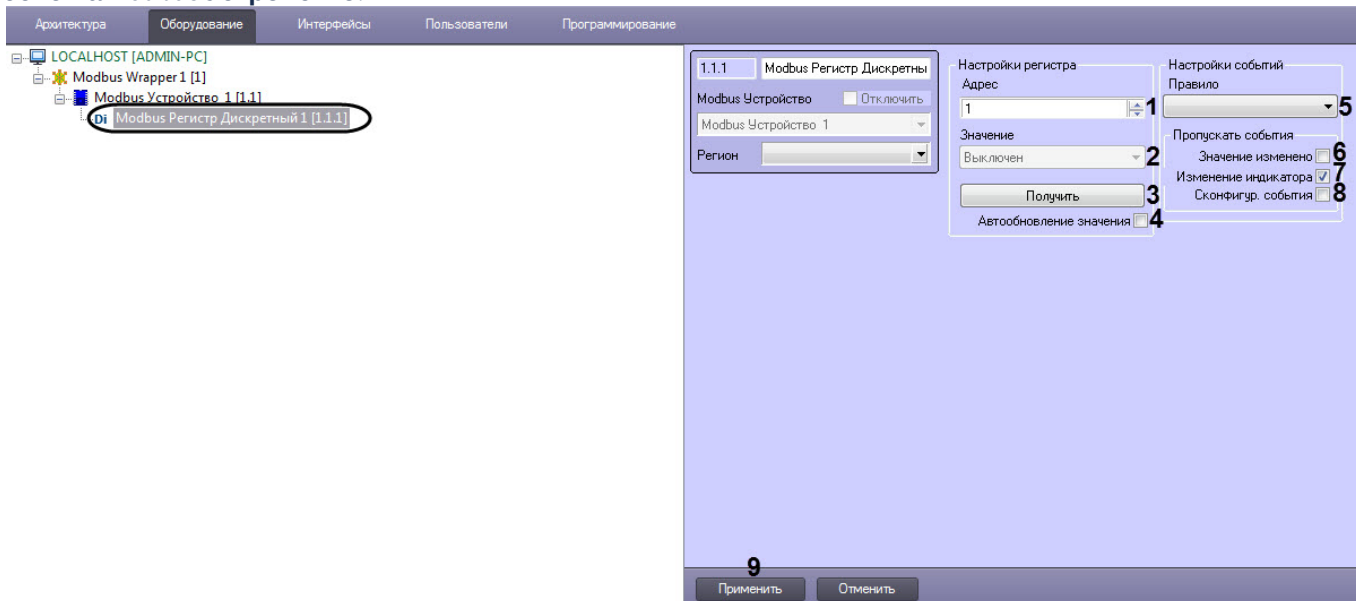 Архитектура Оборудование Интерфейсы Пользователи Программирование
LOCALHOST [ADMIN-PC]
Modbus Wrapper 1 [1]
Modbus Устройство 1 [1.1]
Di Modbus Регистр Дискретный 1 [1.1.1]
1.1.1 Modbus Регистр Дискретны
Modbus Устройство Отключить
Modbus Устройство 1
Регион
Настройки регистра
Адрес
1 1
Значение
Выключен 2
Получить 3
Автообновление значения 4
Настройки событий
Правило
5
Пропускать события
Значение изменено 6
Изменение индикатора 7
Сконфигур. события 8
9
Применить Отменить